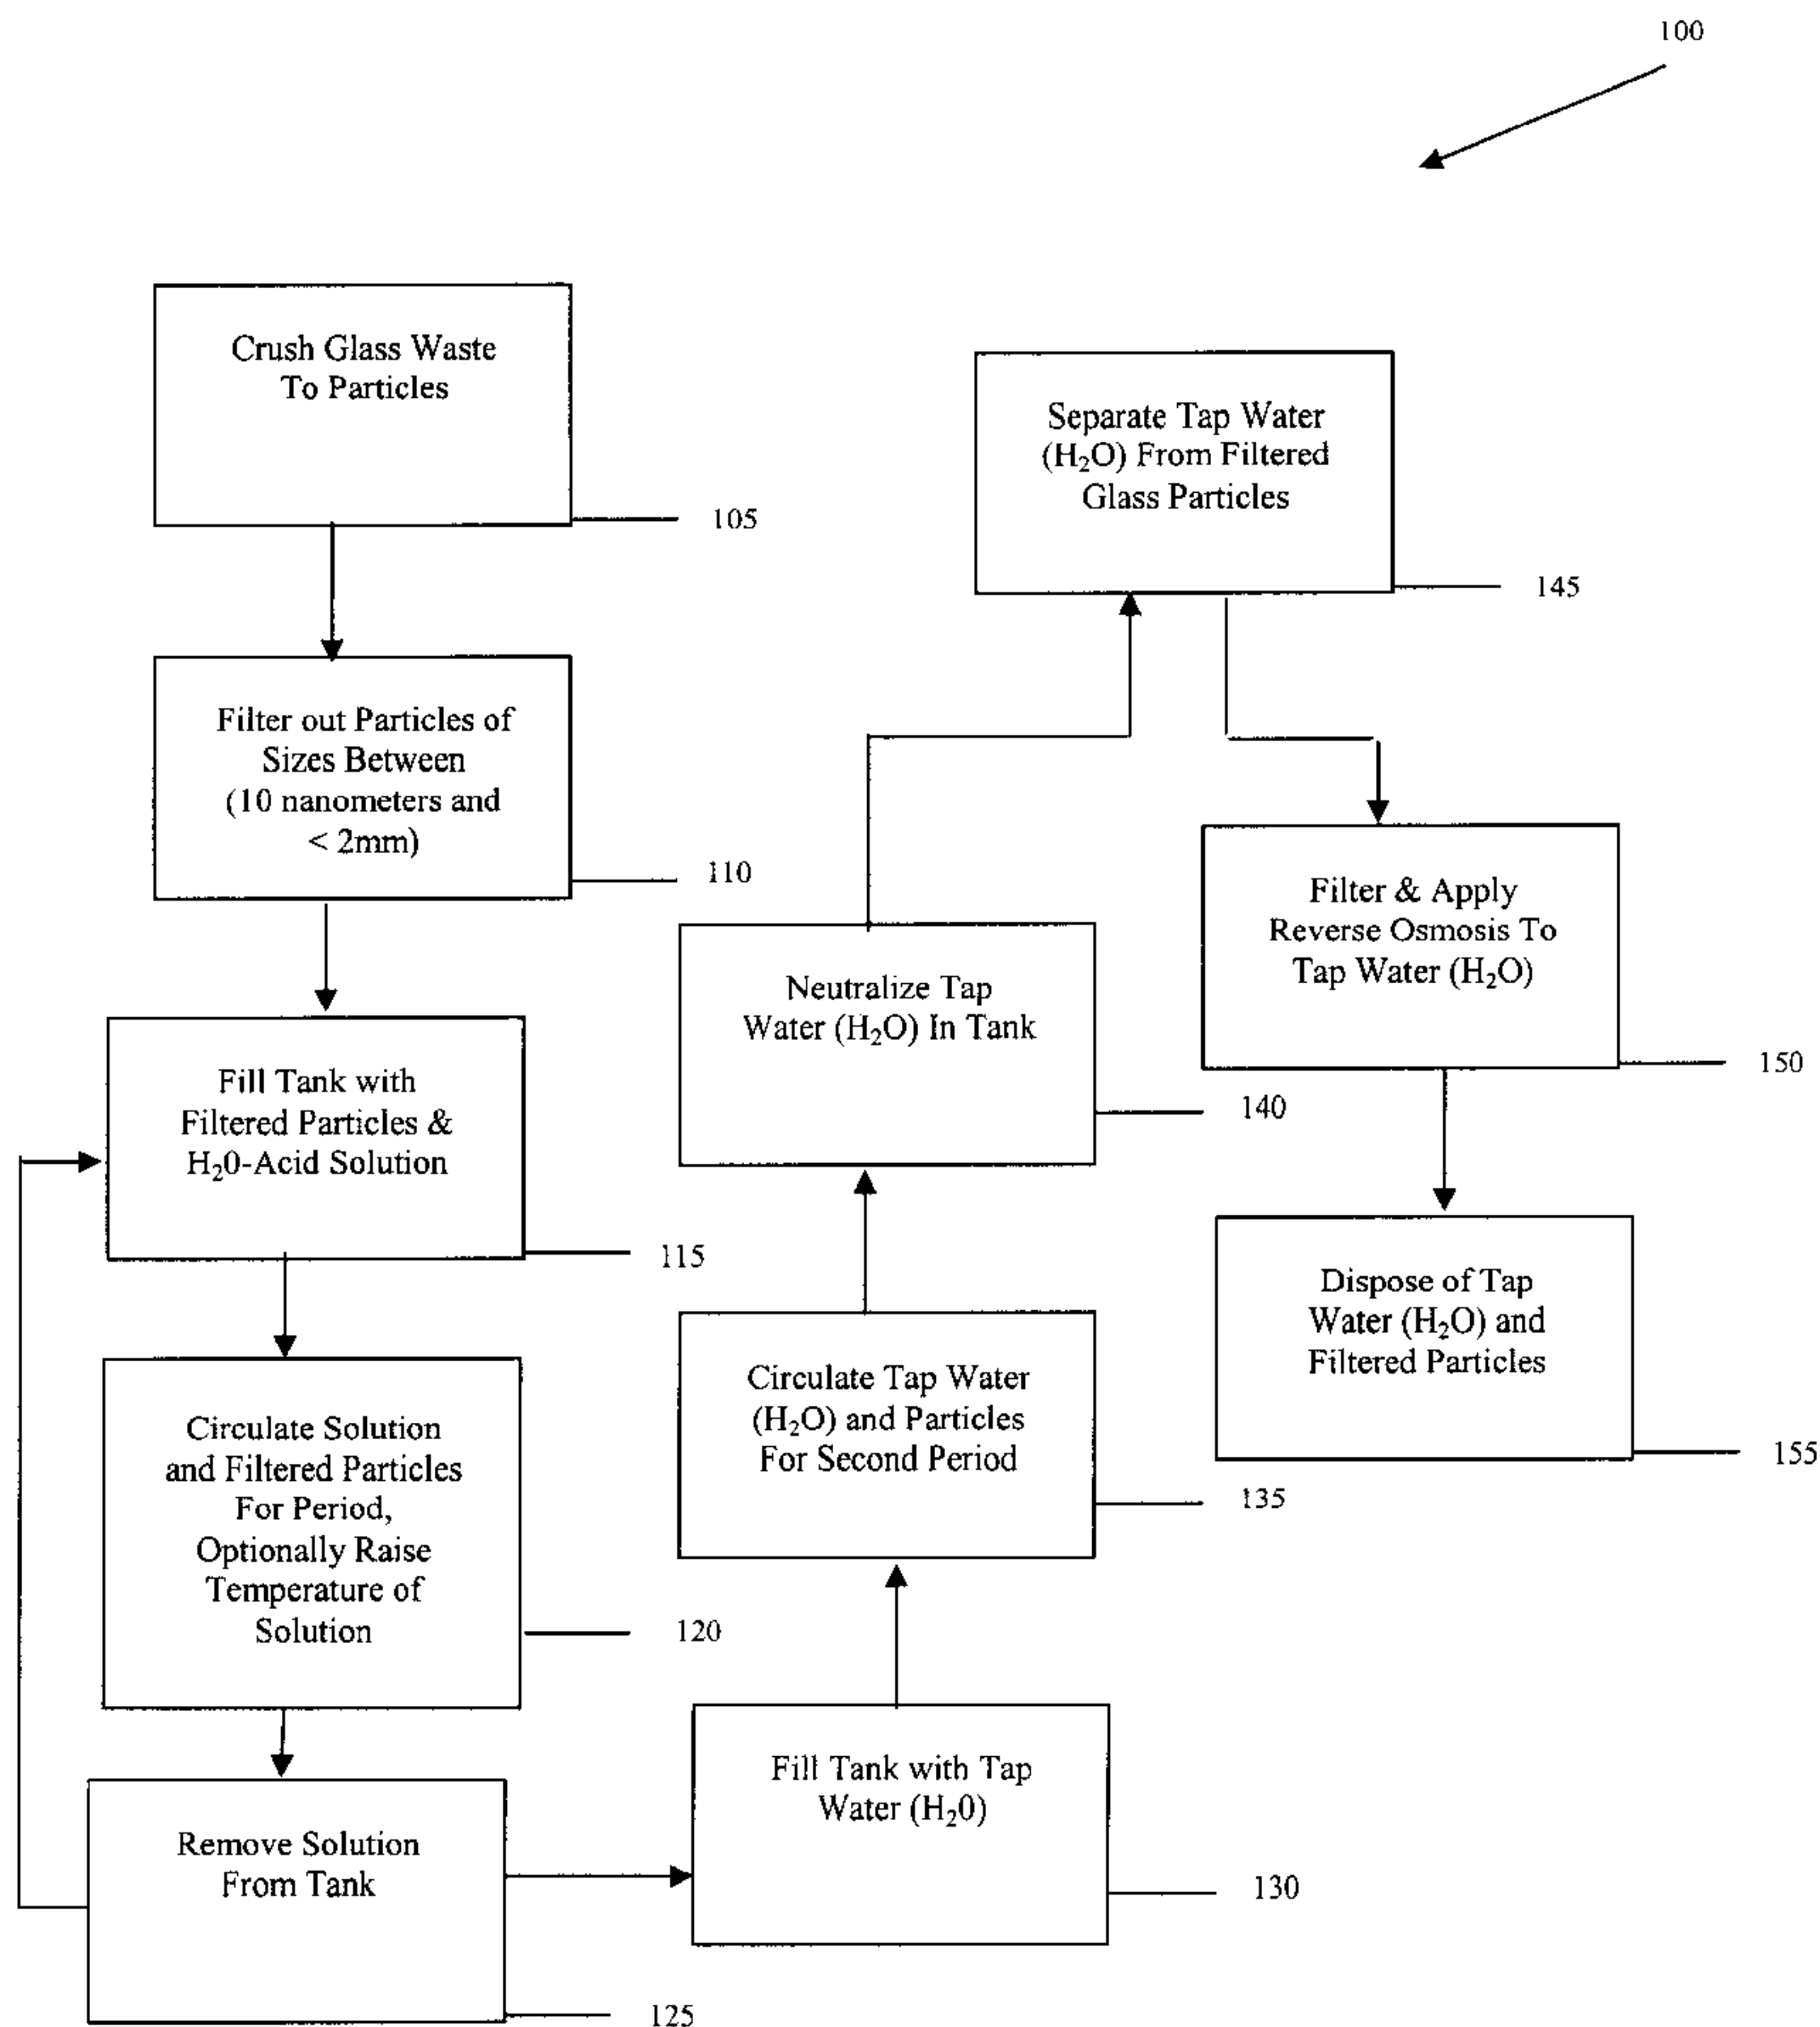 100
Crush Glass Waste
To Particles
105
Filter out Particles of
Sizes Between
(10 nanometers and
< 2mm)
110
Fill Tank with
Filtered Particles &
H₂0-Acid Solution
115
Circulate Solution
and Filtered Particles
For Period,
Optionally Raise
Temperature of
Solution
120
Remove Solution
From Tank
125
Fill Tank with Tap
Water (H₂0)
130
Circulate Tap Water
(H₂O) and Particles
For Second Period
135
Neutralize Tap
Water (H₂O) In Tank
140
Separate Tap Water
(H₂O) From Filtered
Glass Particles
145
Filter & Apply
Reverse Osmosis To
Tap Water (H₂O)
150
Dispose of Tap
Water (H₂O) and
Filtered Particles
155